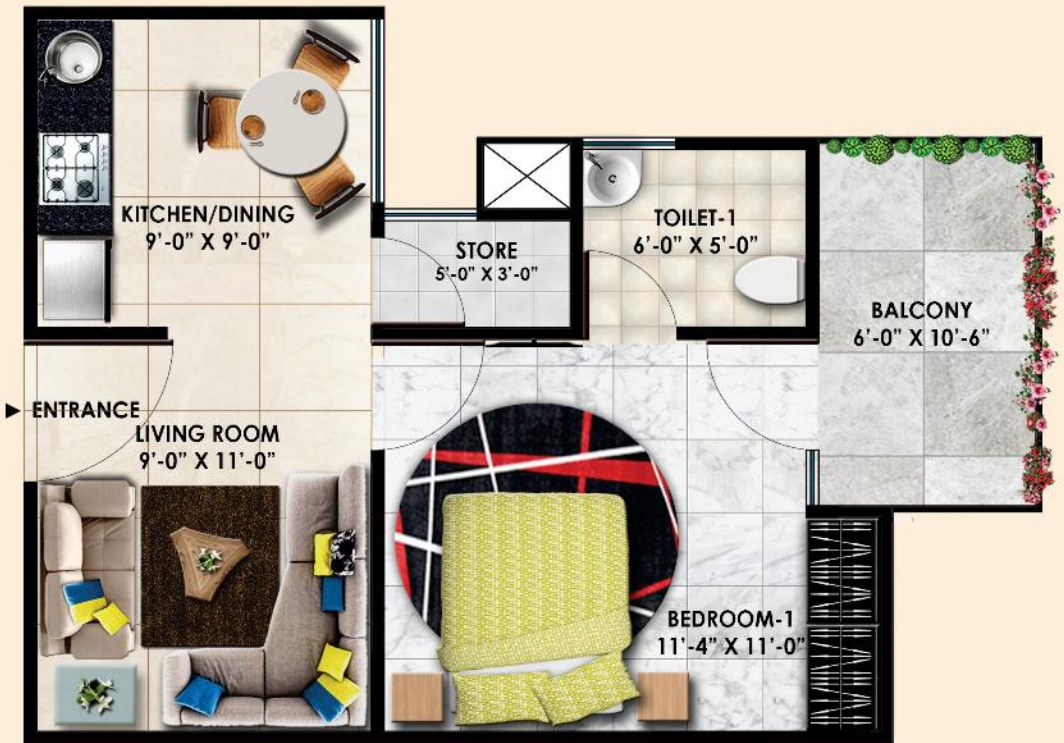 KITCHEN/DINING
9'-0" X 9'-0"
STORE
5'-0" X 3'-0"
TOILET-1
6'-0" X 5'-0"
BALCONY
6'-0" X 10'-6"
ENTRANCE
LIVING ROOM
9'-0" X 11'-0"
BEDROOM-1
11'-4" X 11'-0"